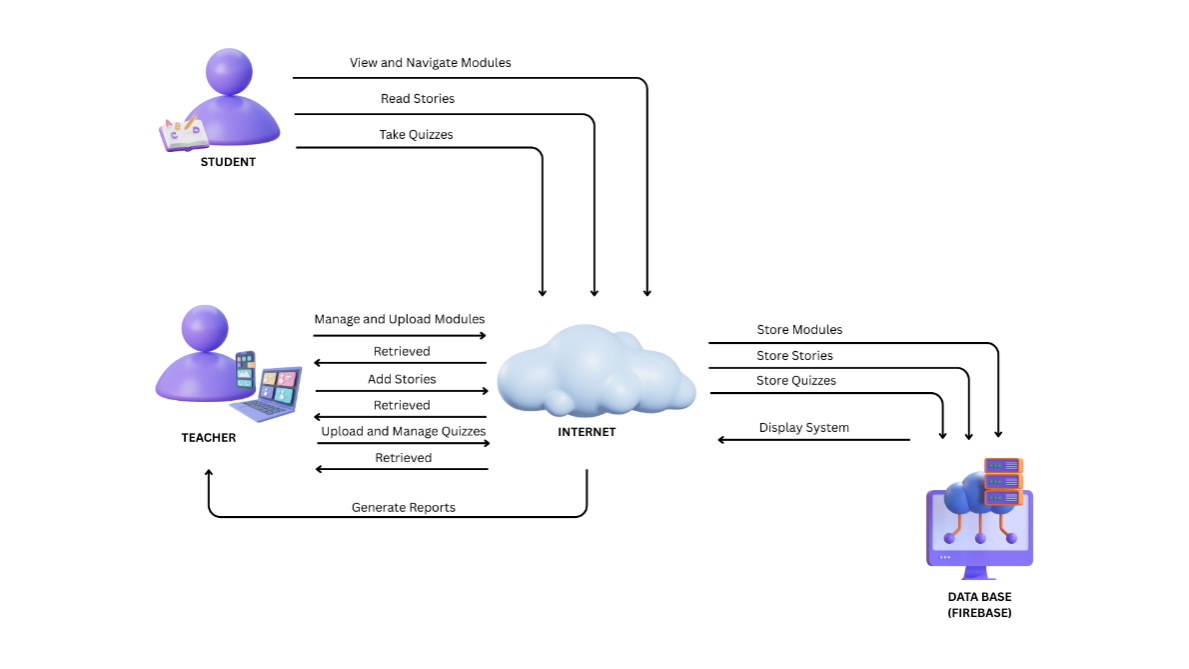 View and Navigate Modules
Read Stories
Take Quizzes
STUDENT
Manage and Upload Modules
Retrieved
Add Stories
Retrieved
Upload and Manage Quizzes
Retrieved
TEACHER
Generate Reports
INTERNET
Store Modules
Store Stories
Store Quizzes
Display System
DATA BASE
(FIREBASE)